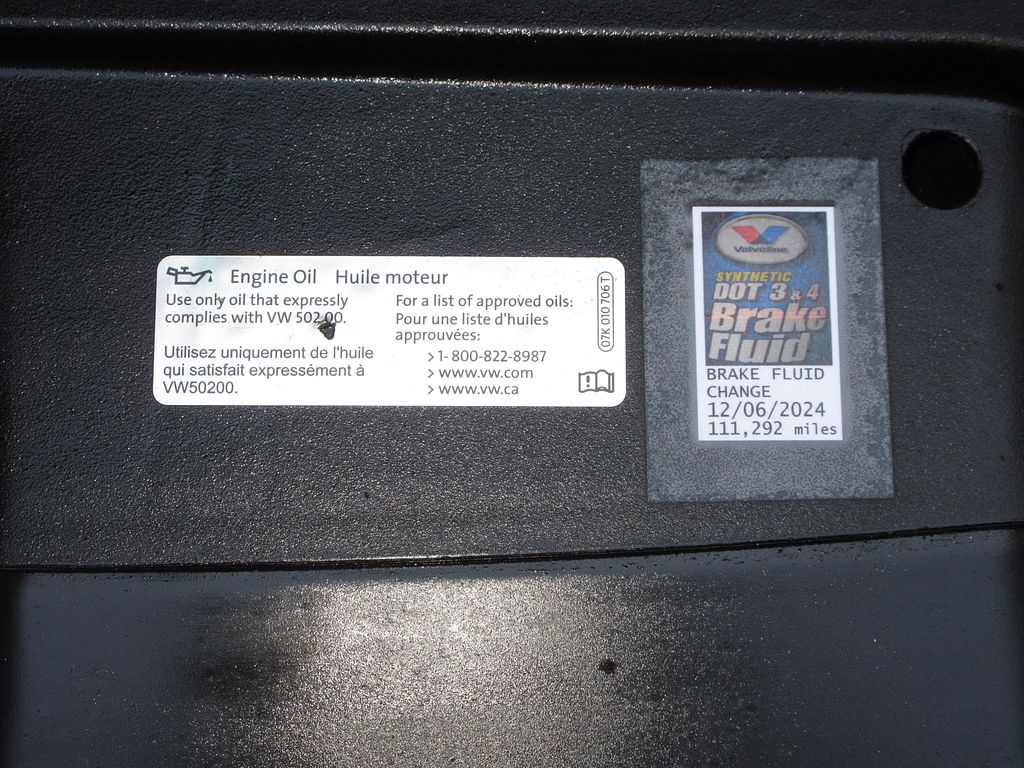 Engine Oil Huile moteur
Use only oil that expressly
complies with VW 502 00.
Utilisez uniquement de l'huile
qui satisfait expressément à
VW50200.
For a list of approved oils:
Pour une liste d'huiles
approuvées:
> 1- 800-822-8987
> www.vw.com
> www.vw.ca
07K 010 706 T
Valvoline
SYNTHETIC
DOT 3 & 4
Brake
Fluid
BRAKE FLUID
CHANGE
12/06/2024
111,292 miles